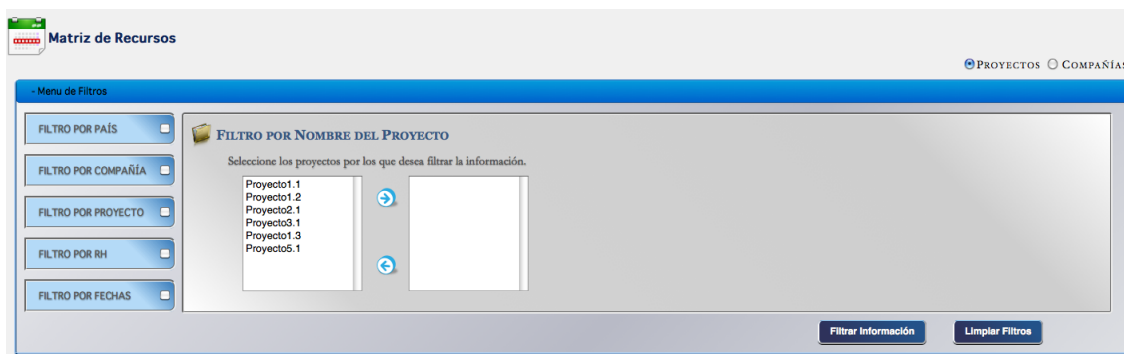 Matriz de Recursos
PROYECTOS COMPAÑÍAS
- Menu de Filtros
FILTRO POR PAÍS
FILTRO POR COMPAÑÍA
FILTRO POR PROYECTO
FILTRO POR RH
FILTRO POR FECHAS
FILTRO POR NOMBRE DEL PROYECTO
Seleccione los proyectos por los que desea filtrar la información.
Proyecto1.1
Proyecto1.2
Proyecto2.1
Proyecto3.1
Proyecto1.3
Proyecto5.1
Filtrar Información Limpiar Filtros